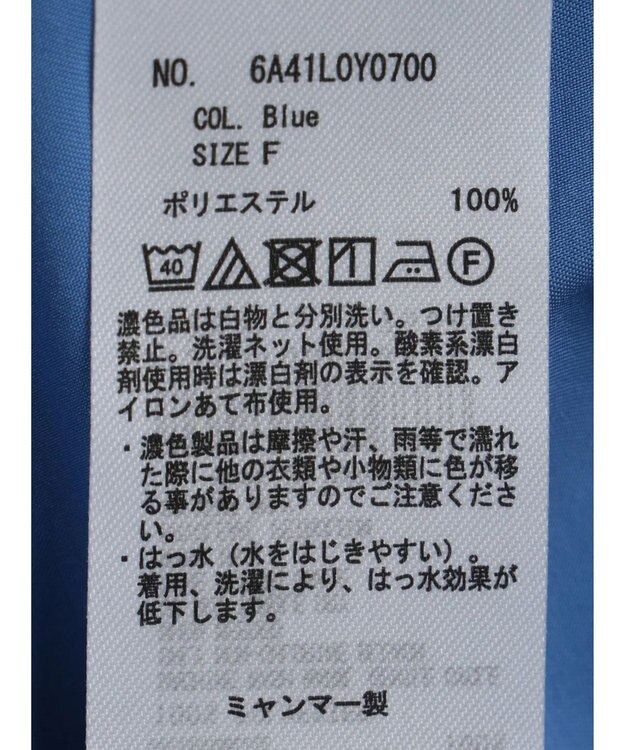 NO. 6A41L0Y0700
COL. Blue
SIZE F
ポリエステル 100%
40 F
濃色品は白物と分別洗い。つけ置き
禁止。洗濯ネット使用。酸素系漂白
剤使用時は漂白剤の表示を確認。ア
イロンあて布使用。
・濃色製品は摩擦や汗、雨等で濡れ
た際に他の衣類や小物類に色が移
る事がありますのでご注意くださ
い。
・はっ水（水をはじきやすい）。
着用、洗濯により、はっ水効果が
低下します。
ミャンマー製